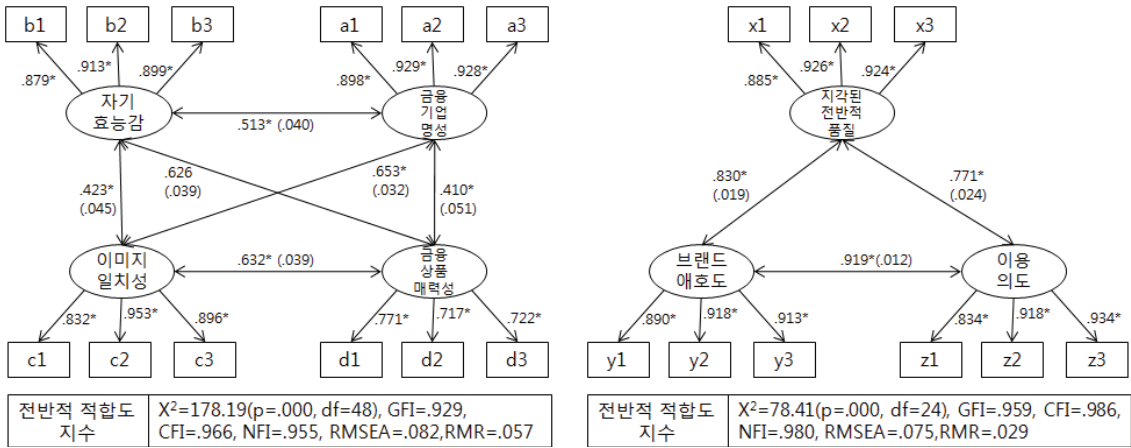 b1 b2 b3 a1 a2 a3
.879* .913* .899* .898* .929* .928*
자기
효능감
금융
기업
명성
.513* (.040)
.423*
(.045)
.626
(.039)
.653*
(.032)
.410*
(.051)
이미지
일치성
금융
상품
매력성
.632* (.039)
.832* .953* .896* .771* .717* .722*
c1 c2 c3 d1 d2 d3
전반적 적합도
지수
X²=178.19(p=.000, df=48), GFI=.929,
CFI=.966, NFI=.955, RMSEA=.082,RMR=.057
x1 x2 x3
.885* .926* .924*
지각된
전반적
품질
.830*
(.019)
.771*
(.024)
브랜드
애호도
이용
의도
.919*(.012)
.890* .918* .913* .834* .918* .934*
y1 y2 y3 z1 z2 z3
전반적 적합도
지수
X²=78.41(p=.000, df=24), GFI=.959, CFI=.986,
NFI=.980, RMSEA=.075,RMR=.029